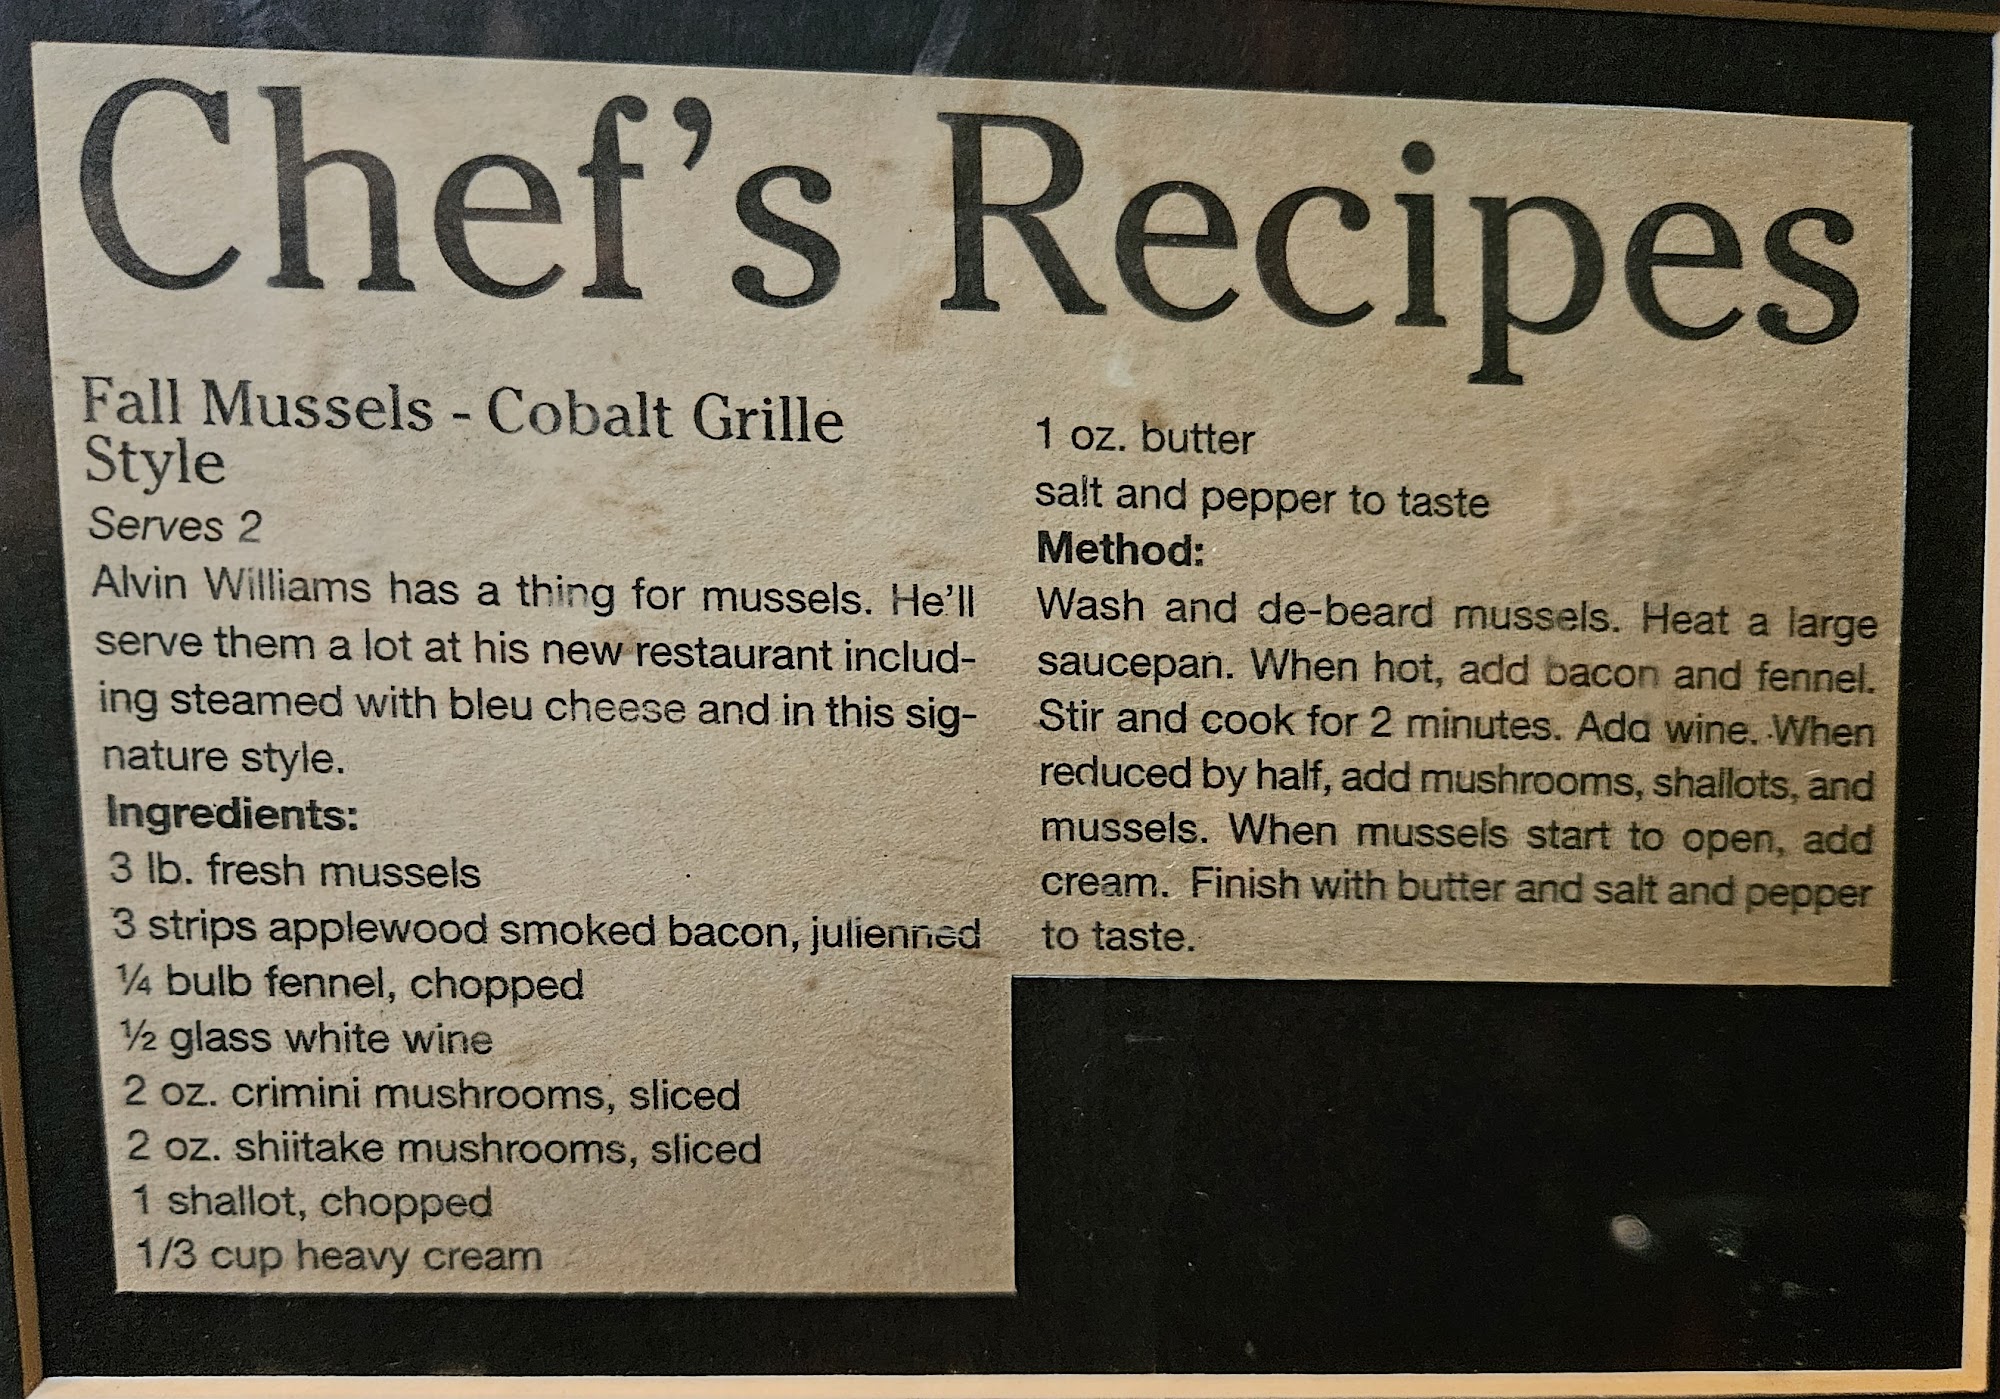 Chef's Recipes
Fall Mussels - Cobalt Grille
Style
Serves 2
Alvin Williams has a thing for mussels. He'll
serve them a lot at his new restaurant includ-
ing steamed with bleu cheese and in this sig-
nature style.
Ingredients:
3 lb. fresh mussels
3 strips applewood smoked bacon, julienned
¼ bulb fennel, chopped
½ glass white wine
2 oz. crimini mushrooms, sliced
2 oz. shiitake mushrooms, sliced
1 shallot, chopped
1/3 cup heavy cream
1 oz. butter
salt and pepper to taste
Method:
Wash and de-beard mussels. Heat a large
saucepan. When hot, add bacon and fennel.
Stir and cook for 2 minutes. Add wine. When
reduced by half, add mushrooms, shallots, and
mussels. When mussels start to open, add
cream. Finish with butter and salt and pepper
to taste.